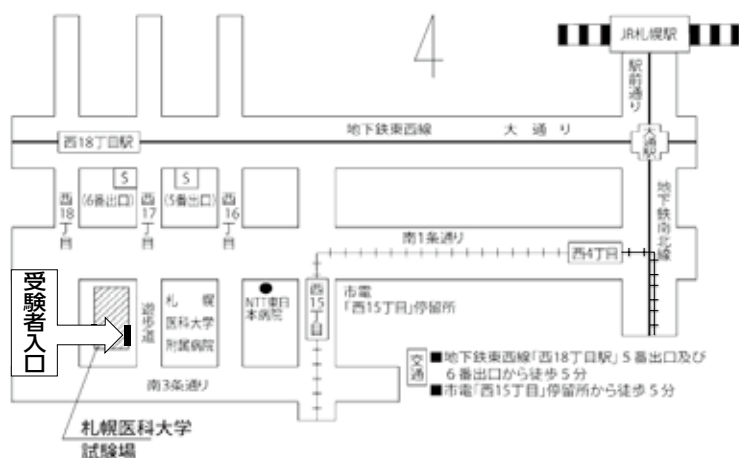 JR札幌駅
駅前通り
地下鉄東西線 大通り
西18丁目駅
大通駅
S
(6番出口)
S
(5番出口)
西18丁目
西17丁目
西16丁目
地下鉄南北線
南1条通り
西4丁目
受験者入口
遊歩道
札幌
医科大学
附属病院
NTT東日
本病院
西15丁目
市電
「西15丁目」停留所
南3条通り
交通
■地下鉄東西線「西18丁目駅」5番出口及び
6番出口から徒歩5分
■市電「西15丁目」停留所から徒歩5分
札幌医科大学
試験場